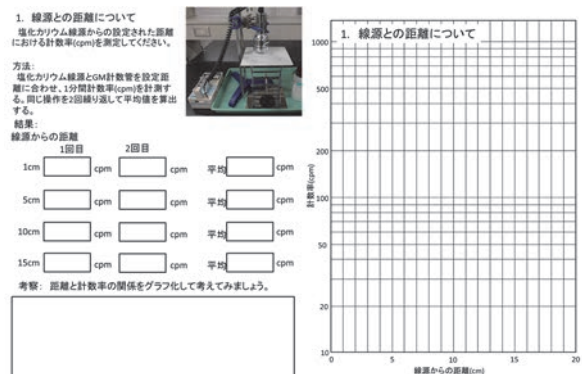 1. 線源との距離について
塩化カリウム線源からの設定された距離
における計数率(cpm)を測定してください。
方法:
塩化カリウム線源とGM計数管を設定距
離に合わせ、1分間計数率(cpm)を計測す
る。同じ操作を2回繰り返して平均値を算出
する。
結果:
線源からの距離
1回目 2回目
1cm cpm cpm 平均 cpm
5cm cpm cpm 平均 cpm
10cm cpm cpm 平均 cpm
15cm cpm cpm 平均 cpm
考察: 距離と計数率の関係をグラフ化して考えてみましょう。
1. 線源との距離について
計数率(cpm)
1000
500
100
50
20
10
0 5 10 15 20
線源からの距離(cm)